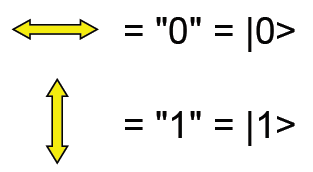 = "0" = |0>
= "1" = |1>